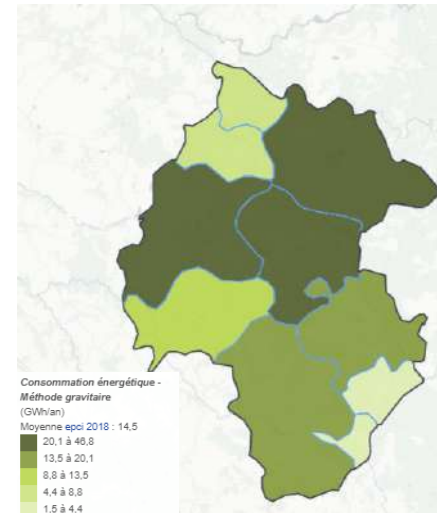 Consommation énergétique -
Méthode gravitaire
(GWh/an)
Moyenne epci 2018 : 14,5
20,1 à 46,8
13,5 à 20,1
8,8 à 13,5
4,4 à 8,8
1,5 à 4,4